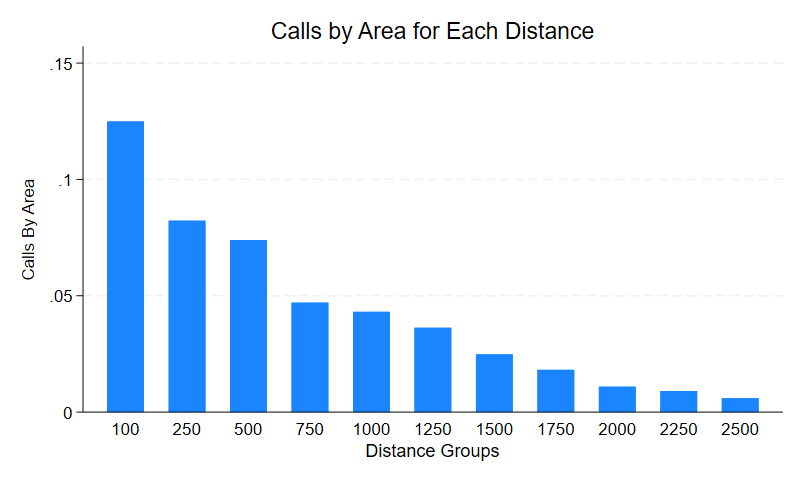 Calls by Area for Each Distance
.15
.1
.05
0
Calls By Area
100 250 500 750 1000 1250 1500 1750 2000 2250 2500
Distance Groups